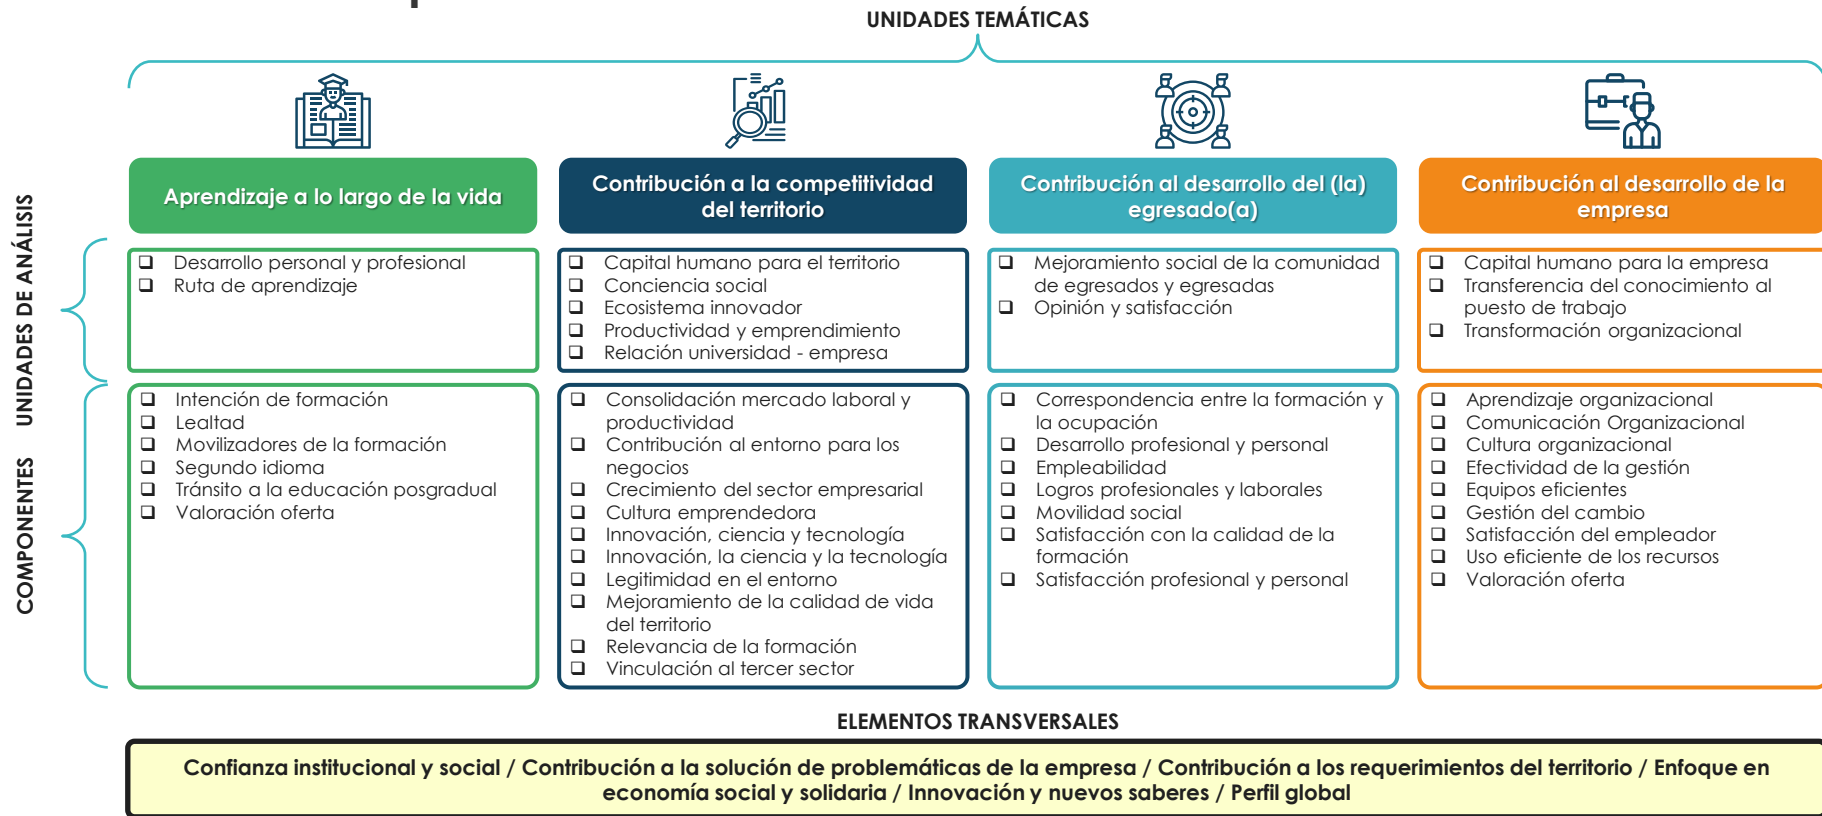 UNIDADES TEMÁTICAS
Aprendizaje a lo largo de la vida
Contribución a la competitividad
del territorio
Contribución al desarrollo del (la)
egresado(a)
Contribución al desarrollo de la
empresa
UNIDADES DE ANÁLISIS
❑ Desarrollo personal y profesional
❑ Ruta de aprendizaje
❑ Capital humano para el territorio
❑ Conciencia social
❑ Ecosistema innovador
❑ Productividad y emprendimiento
❑ Relación universidad - empresa
❑ Mejoramiento social de la comunidad
de egresados y egresadas
❑ Opinión y satisfacción
❑ Capital humano para la empresa
❑ Transferencia del conocimiento al
puesto de trabajo
❑ Transformación organizacional
COMPONENTES
❑ Intención de formación
❑ Lealtad
❑ Movilizadores de la formación
❑ Segundo idioma
❑ Tránsito a la educación posgradual
❑ Valoración oferta
❑ Consolidación mercado laboral y
productividad
❑ Contribución al entorno para los
negocios
❑ Crecimiento del sector empresarial
❑ Cultura emprendedora
❑ Innovación, ciencia y tecnología
❑ Innovación, la ciencia y la tecnología
❑ Legitimidad en el entorno
❑ Mejoramiento de la calidad de vida
del territorio
❑ Relevancia de la formación
❑ Vinculación al tercer sector
❑ Correspondencia entre la formación y
la ocupación
❑ Desarrollo profesional y personal
❑ Empleabilidad
❑ Logros profesionales y laborales
❑ Movilidad social
❑ Satisfacción con la calidad de la
formación
❑ Satisfacción profesional y personal
❑ Aprendizaje organizacional
❑ Comunicación Organizacional
❑ Cultura organizacional
❑ Efectividad de la gestión
❑ Equipos eficientes
❑ Gestión del cambio
❑ Satisfacción del empleador
❑ Uso eficiente de los recursos
❑ Valoración oferta
ELEMENTOS TRANSVERSALES
Confianza institucional y social / Contribución a la solución de problemáticas de la empresa / Contribución a los requerimientos del territorio / Enfoque en
economía social y solidaria / Innovación y nuevos saberes / Perfil global